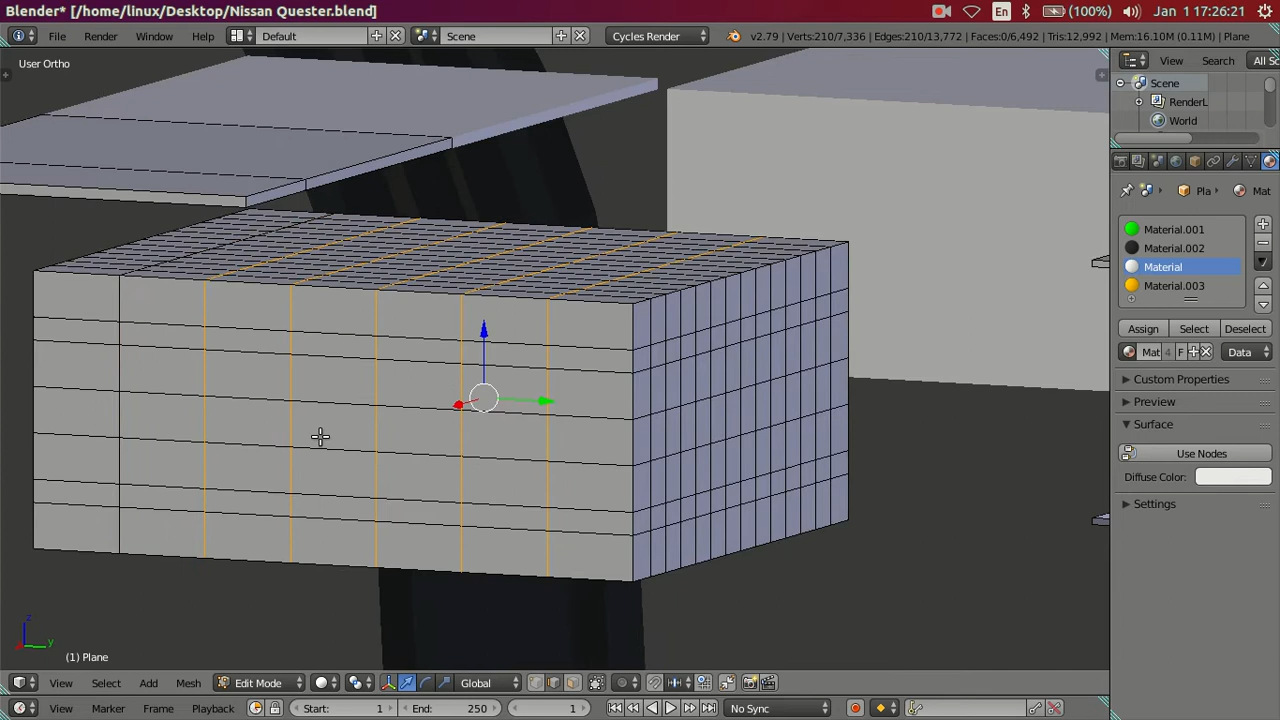 Blender* [/home/linux/Desktop/Nissan Quester.blend]
En (100%) Jan 1 17:26:21
File Render Window Help Default Scene Cycles Render v2.79 | Verts:210/7,336 | Edges:210/13,772 | Faces:0/6,492 | Tris:12,992 | Mem:16.10M (0.11M) | Plane
User Ortho
View Search All Sc
Scene
RenderL
World
Pla Mat
Material.001
Material.002
Material
Material.003
Assign Select Deselect
Mat 4 F Data
Custom Properties
Preview
Surface
Use Nodes
Diffuse Color:
Settings
z
y
(1) Plane
View Select Add Mesh Edit Mode Global
View Marker Frame Playback Start: 1 End: 250 1 No Sync